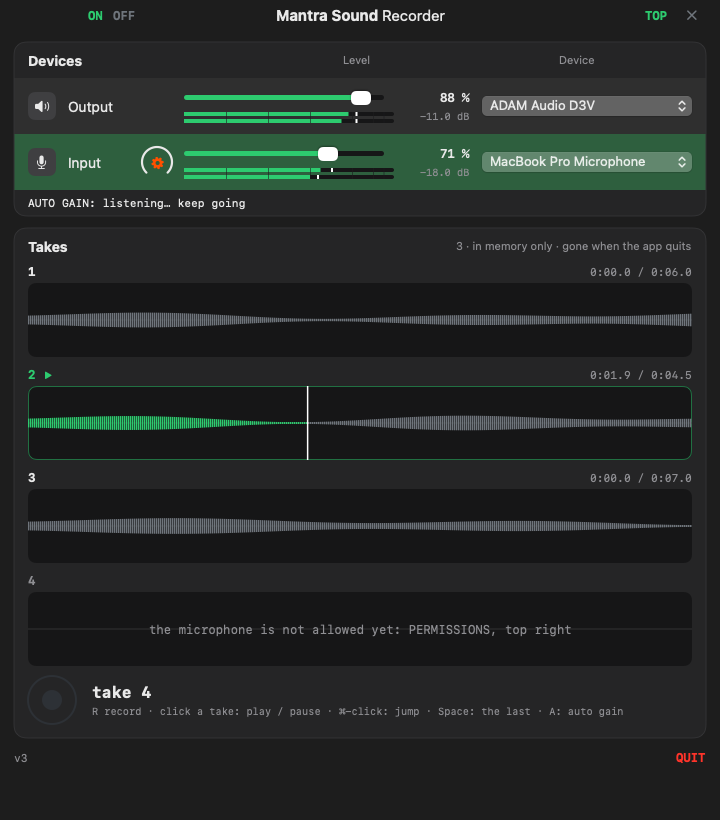 ON OFF Mantra Sound Recorder TOP
Devices Level Device
Output 88 % ADAM Audio D3V
−11.0 dB
Input 71 % MacBook Pro Microphone
−18.0 dB
AUTO GAIN: listening… keep going
Takes 3 · in memory only · gone when the app quits
1 0:00.0 / 0:06.0
2 0:01.9 / 0:04.5
3 0:00.0 / 0:07.0
4
the microphone is not allowed yet: PERMISSIONS, top right
take 4
R record · click a take: play / pause · ⌘–click: jump · Space: the last · A: auto gain
v3 QUIT